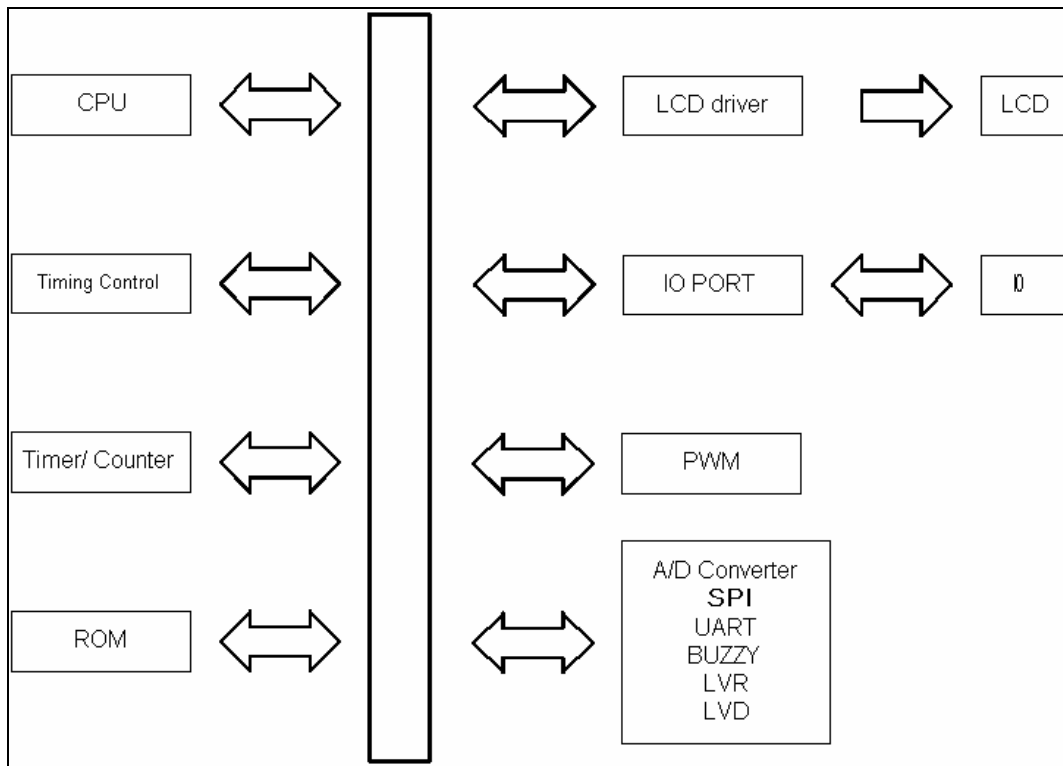 CPU
LCD driver
LCD
Timing Control
IO PORT
IO
Timer/ Counter
PWM
ROM
A/D Converter
SPI
UART
BUZZY
LVR
LVD